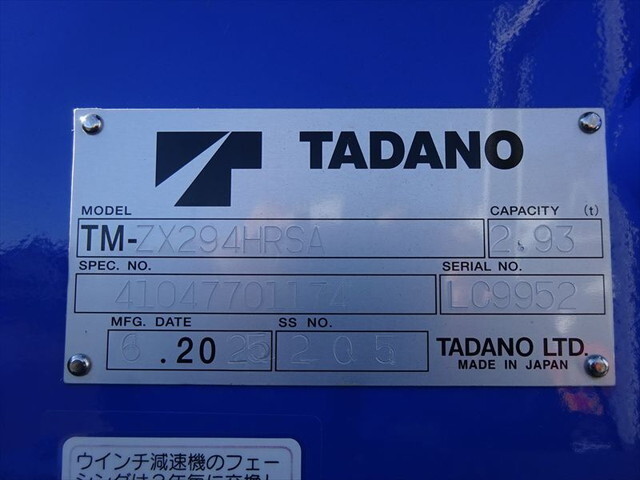 TADANO
MODEL CAPACITY (t)
TM-ZX294HRSA 2.93
SPEC. NO. SERIAL NO.
LC9952
MFG. DATE SS NO.
6 .2025 205
TADANO LTD.
MADE IN JAPAN
ウインチ減速機のフェー